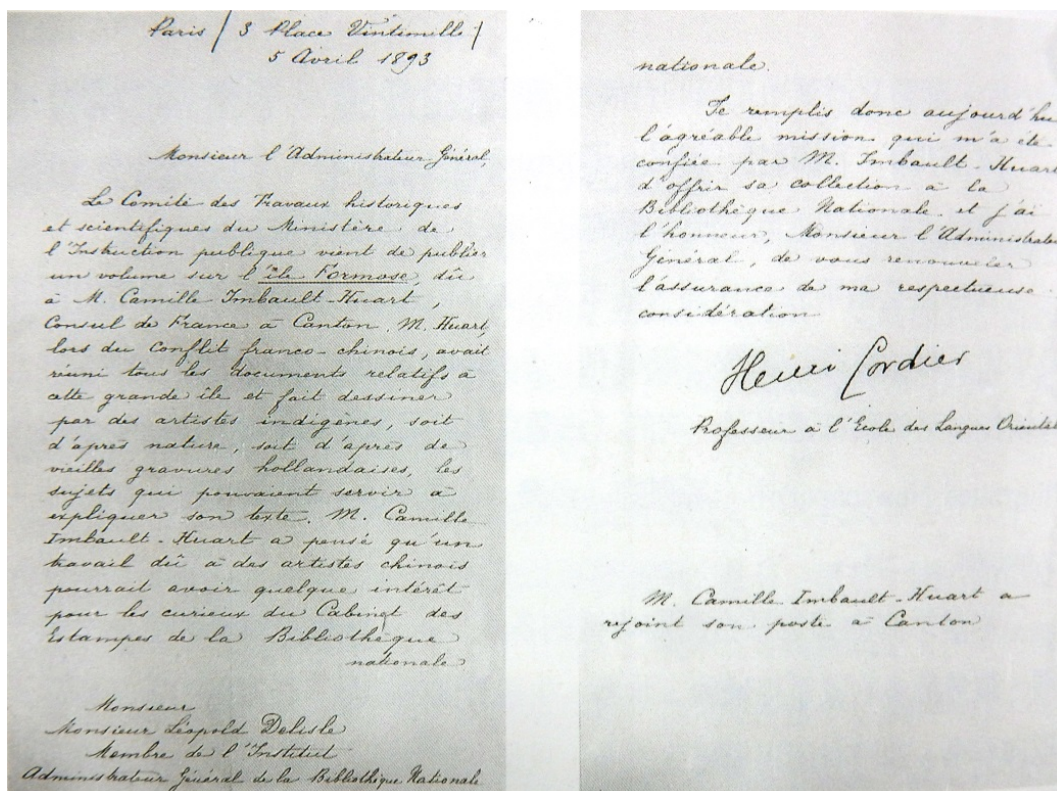 Paris / 3 Place Vintimille /
5 Avril 1893
Monsieur l'Administrateur Général,
Le Comité des Travaux historiques
et scientifiques du Ministère de
l'Instruction publique vient de publier
un volume sur l'île Formose, dû
à M. Camille Imbault-Huart,
Consul de France à Canton. M. Huart,
lors du conflit franco-chinois, avait
réuni tous les documents relatifs à
cette grande île et fait dessiner
par des artistes indigènes, soit
d'après nature, soit d'après de
vieilles gravures hollandaises, les
sujets qui pouvaient servir à
expliquer son texte. M. Camille
Imbault-Huart a pensé qu'un
travail dû à des artistes chinois
pourrait avoir quelque intérêt
pour les curieux du Cabinet des
Estampes de la Bibliothèque
nationale
Monsieur
Monsieur Léopold Delisle
Membre de l'Institut
Administrateur Général de la Bibliothèque Nationale
nationale.
Je remplis donc aujourd'hu
l'agréable mission qui m'a été
confiée par M. Imbault-Huart
d'offrir sa collection à la
Bibliothèque Nationale et j'ai
l'honneur, Monsieur l'Administrateu
Général, de vous renouveler
l'assurance de ma respectueuse
considération
Henri Cordier
Professeur à l'Ecole des Langues Oriental
M. Camille Imbault-Huart a
rejoint son poste à Canton